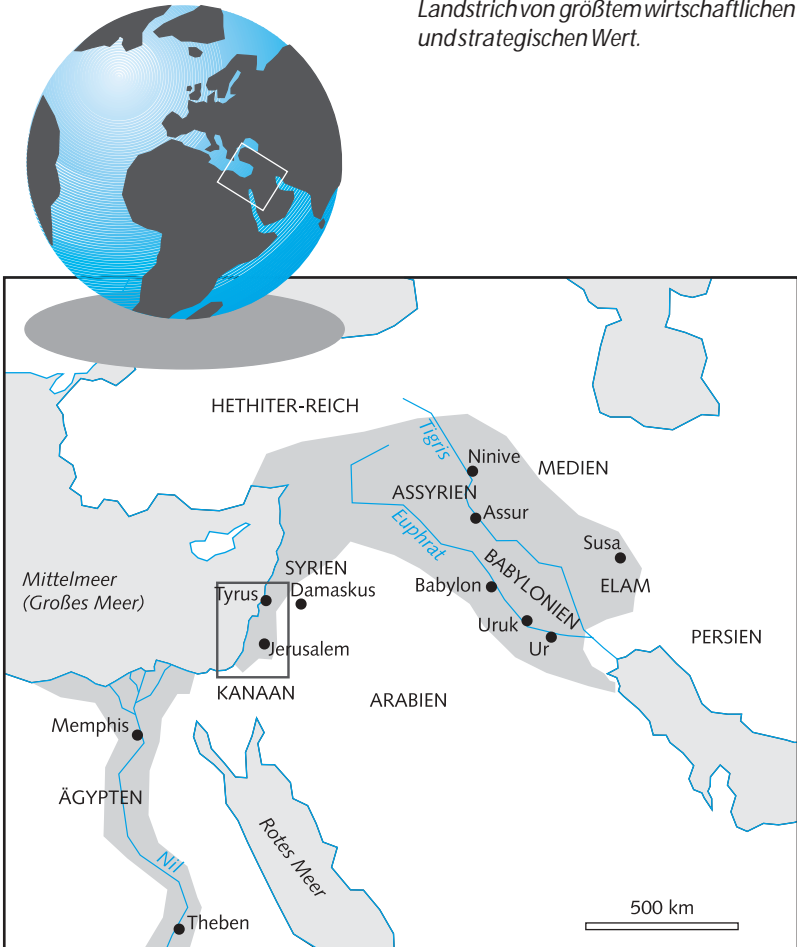 Landstrich von größtem wirtschaftlichen
und strategischen Wert.
HETHITER-REICH
Tigris
Ninive
MEDIEN
ASSYRIEN
Assur
Euphrat
Susa
SYRIEN
BABYLONIEN
Mittelmeer
(Großes Meer)
Tyrus
Damaskus
Babylon
ELAM
Uruk
Ur
PERSIEN
Jerusalem
KANAAN
ARABIEN
Memphis
ÄGYPTEN
Rotes Meer
Nil
500 km
Theben